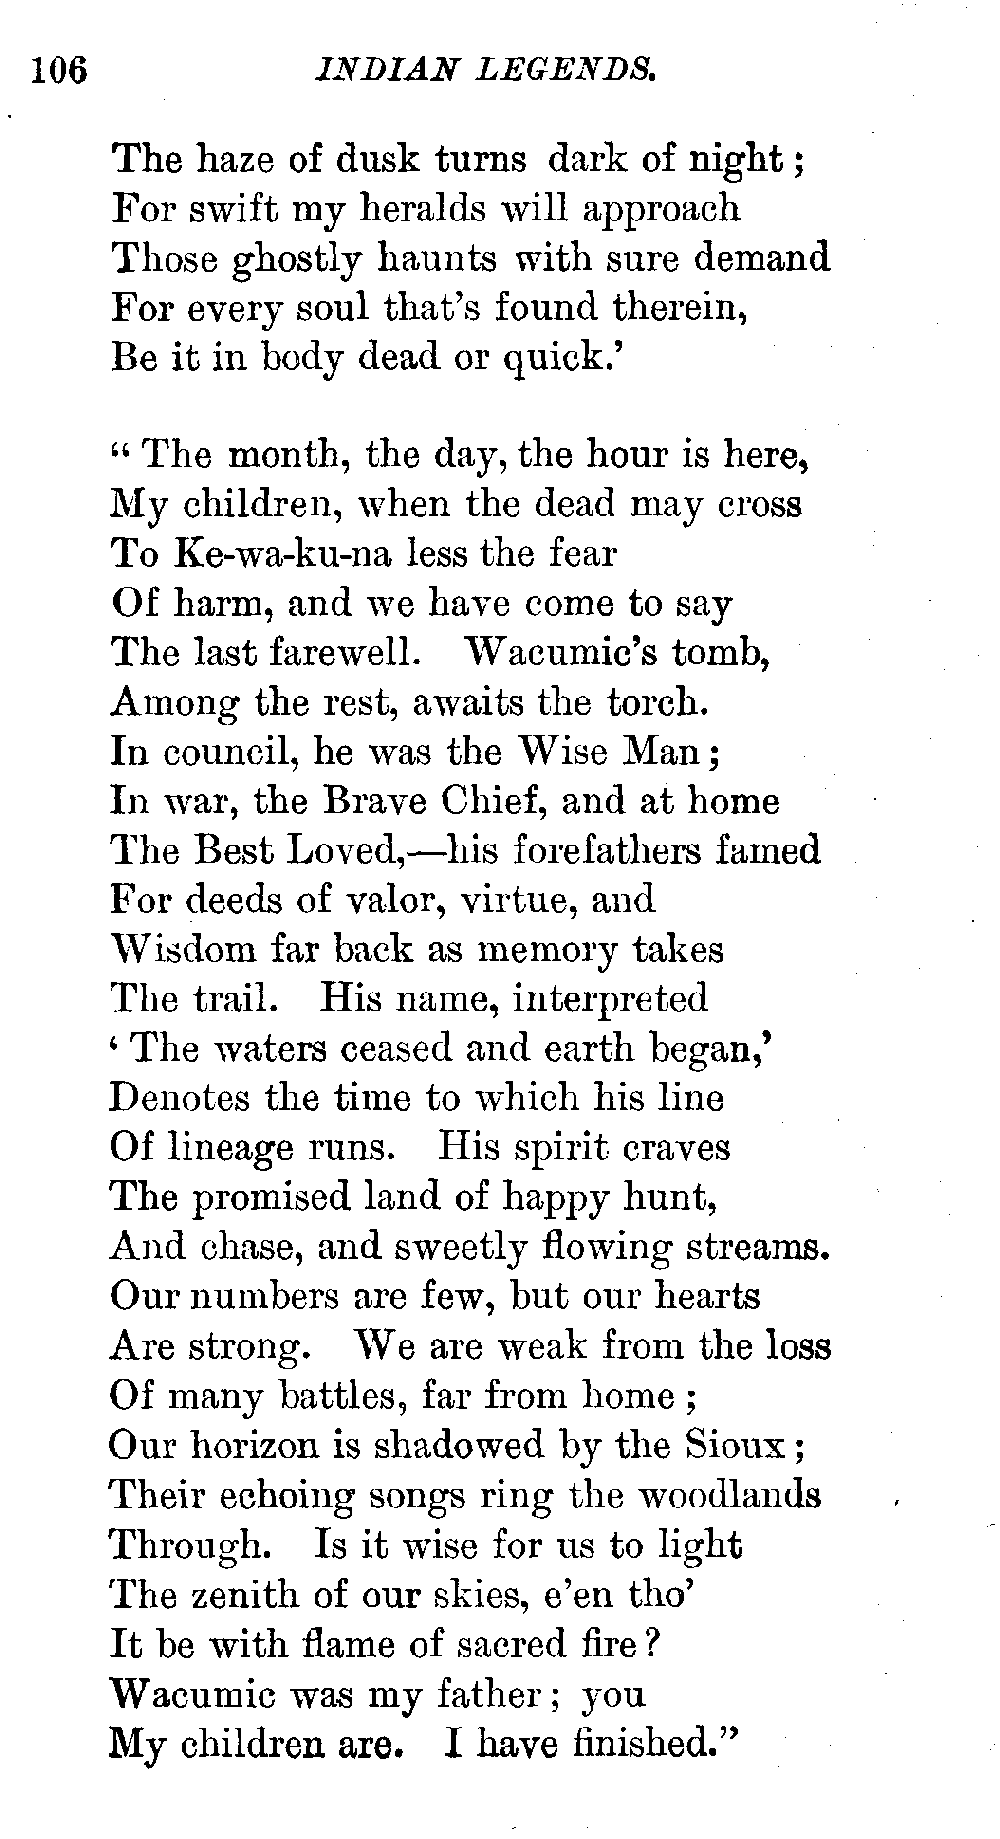 106 INDIAN LEGENDS.
The haze of dusk turns dark of night;
For swift my heralds will approach
Those ghostly haunts with sure demand
For every soul that's found therein,
Be it in body dead or quick.'
“ The month, the day, the hour is here,
My children, when the dead may cross
To Ke-wa-ku-na less the fear
Of harm, and we have come to say
The last farewell. Wacumic's tomb,
Among the rest, awaits the torch.
In council, he was the Wise Man;
In war, the Brave Chief, and at home
The Best Loved,—his forefathers famed
For deeds of valor, virtue, and
Wisdom far back as memory takes
The trail. His name, interpreted
‘ The waters ceased and earth began,’
Denotes the time to which his line
Of lineage runs. His spirit craves
The promised land of happy hunt,
And chase, and sweetly flowing streams.
Our numbers are few, but our hearts
Are strong. We are weak from the loss
Of many battles, far from home ;
Our horizon is shadowed by the Sioux ;
Their echoing songs ring the woodlands
Through. Is it wise for us to light
The zenith of our skies, e'en tho'
It be with flame of sacred fire ?
Wacumic was my father ; you
My children are. I have finished.”